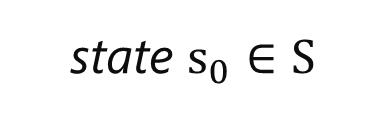 state s₀ ∈ S